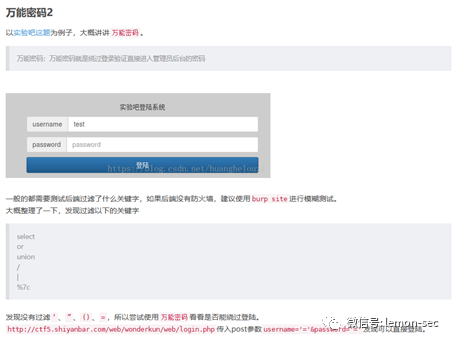 万能密码2
以实验吧这题为例子，大概讲讲 万能密码 。
万能密码：万能密码就是绕过登录验证直接进入管理员后台的密码
实验吧登陆系统
username test
password password
登陆
https://blog.csdn.net/huanghelouz
一般的都需要测试后端过滤了什么关键字，如果后端没有防火墙，建议使用 burp site 进行模糊测试。
大概整理了一下，发现过滤以下的关键字
select
or
union
/
|
%7c
发现没有过滤 ' 、 " 、 () 、 = ，所以尝试使用 万能密码 看看是否能绕过登陆。
http://ctf5.shiyanbar.com/web/wonderkun/web/login.php 传入post参数 username='='&password='=' 发现可以直接登陆。
微信号:lemon-sec